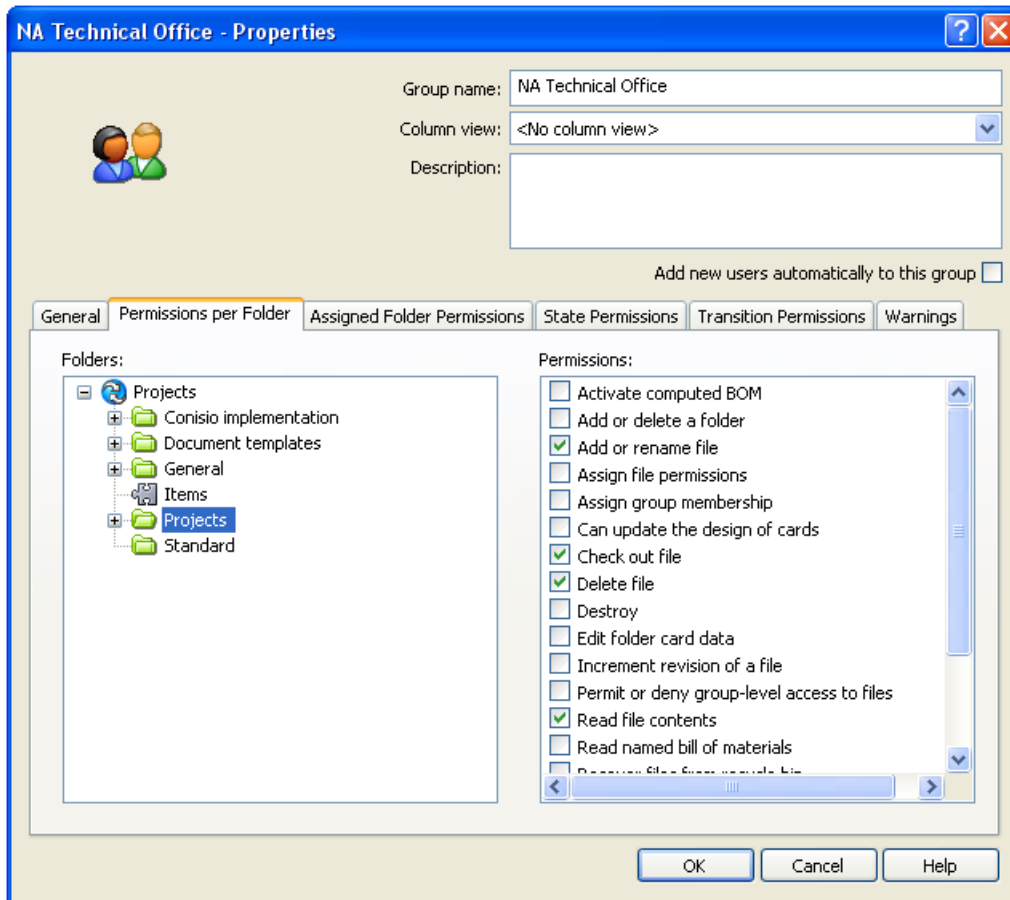 NA Technical Office - Properties
Group name: NA Technical Office
Column view: <No column view>
Description:
Add new users automatically to this group
General Permissions per Folder Assigned Folder Permissions State Permissions Transition Permissions Warnings
Folders:
Projects
Conisio implementation
Document templates
General
Items
Projects
Standard
Permissions:
Activate computed BOM
Add or delete a folder
Add or rename file
Assign file permissions
Assign group membership
Can update the design of cards
Check out file
Delete file
Destroy
Edit folder card data
Increment revision of a file
Permit or deny group-level access to files
Read file contents
Read named bill of materials
Recover files from recycle bin
OK Cancel Help